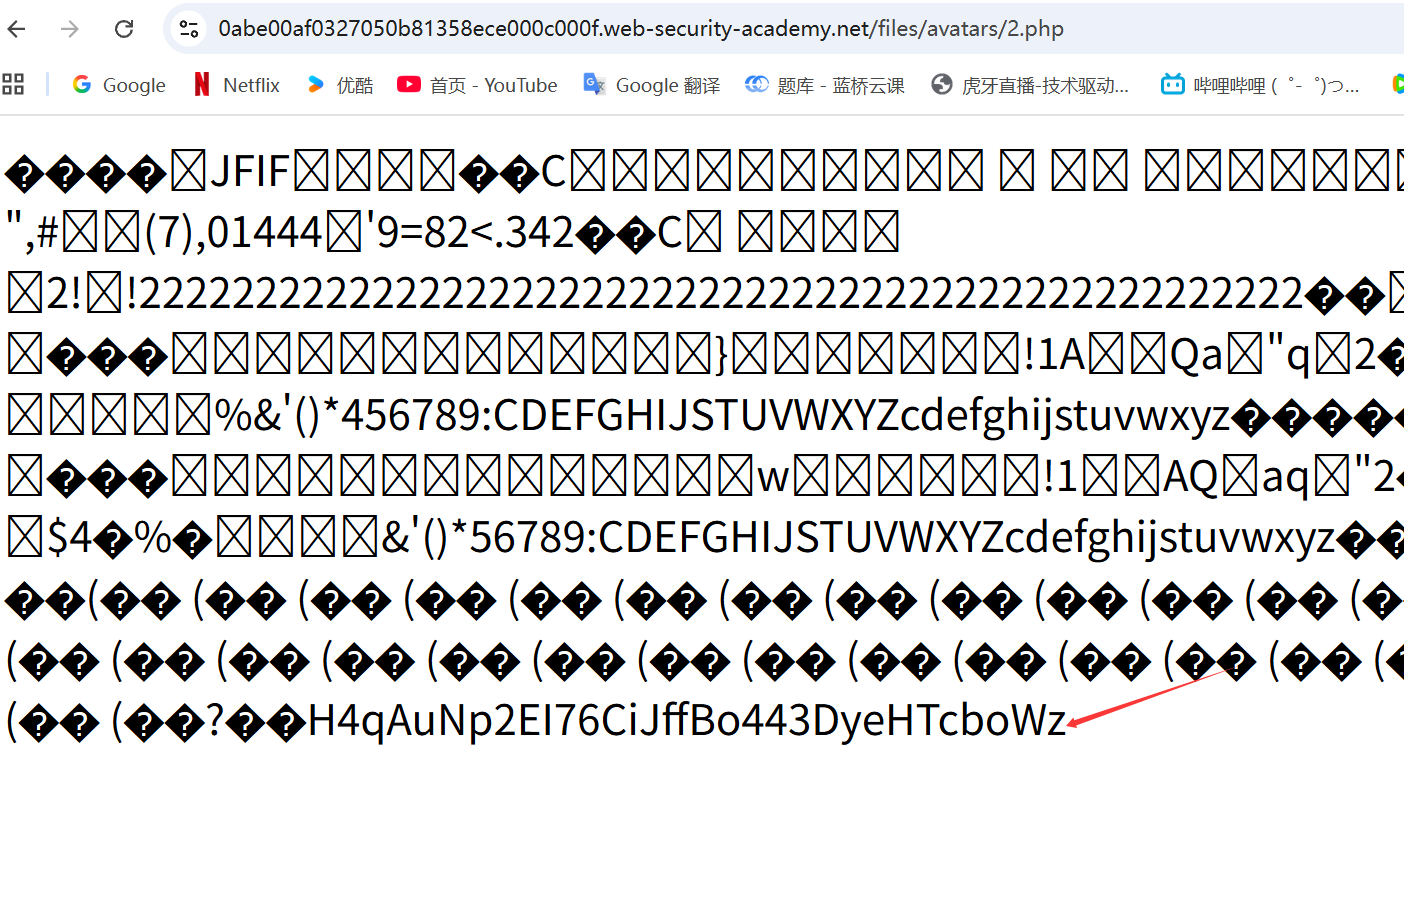 0abe00af0327050b81358ece000c000f.web-security-academy.net/files/avatars/2.php
Google Netflix 优酷 首页 - YouTube Google 翻译 题库 - 蓝桥云课 虎牙直播-技术驱动... 哔哩哔哩 (゜-゜)つ...
����JFIF��C
",#(7),01444'9=82<.342��C
2!!22222222222222222222222222222222222222222222222222��
���}!1AQa"q2�
%&'()*456789:CDEFGHIJSTUVWXYZcdefghijstuvwxyz�����
���w!1AQaq"2�
$4�%�&'()*56789:CDEFGHIJSTUVWXYZcdefghijstuvwxyz��
��(�� (�� (�� (�� (�� (�� (�� (�� (�� (�� (�� (�� (�
(�� (�� (�� (�� (�� (�� (�� (�� (�� (�� (�� (�� (�� (�
(�� (��?��H4qAuNp2EI76CiJffBo443DyeHTcboWz